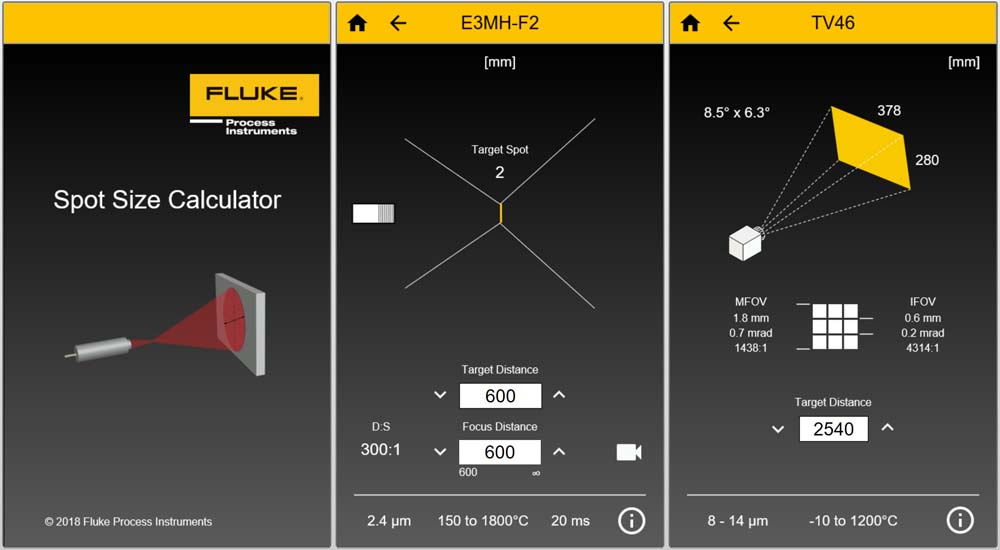 FLUKE®
Process
Instruments
Spot Size Calculator
© 2018 Fluke Process Instruments
E3MH-F2
[mm]
Target Spot
2
Target Distance
600
D:S
300:1
Focus Distance
600
600 ∞
2.4 µm 150 to 1800°C 20 ms
TV46
[mm]
8.5° x 6.3°
378
280
MFOV
1.8 mm
0.7 mrad
1438:1
IFOV
0.6 mm
0.2 mrad
4314:1
Target Distance
2540
8 - 14 µm -10 to 1200°C